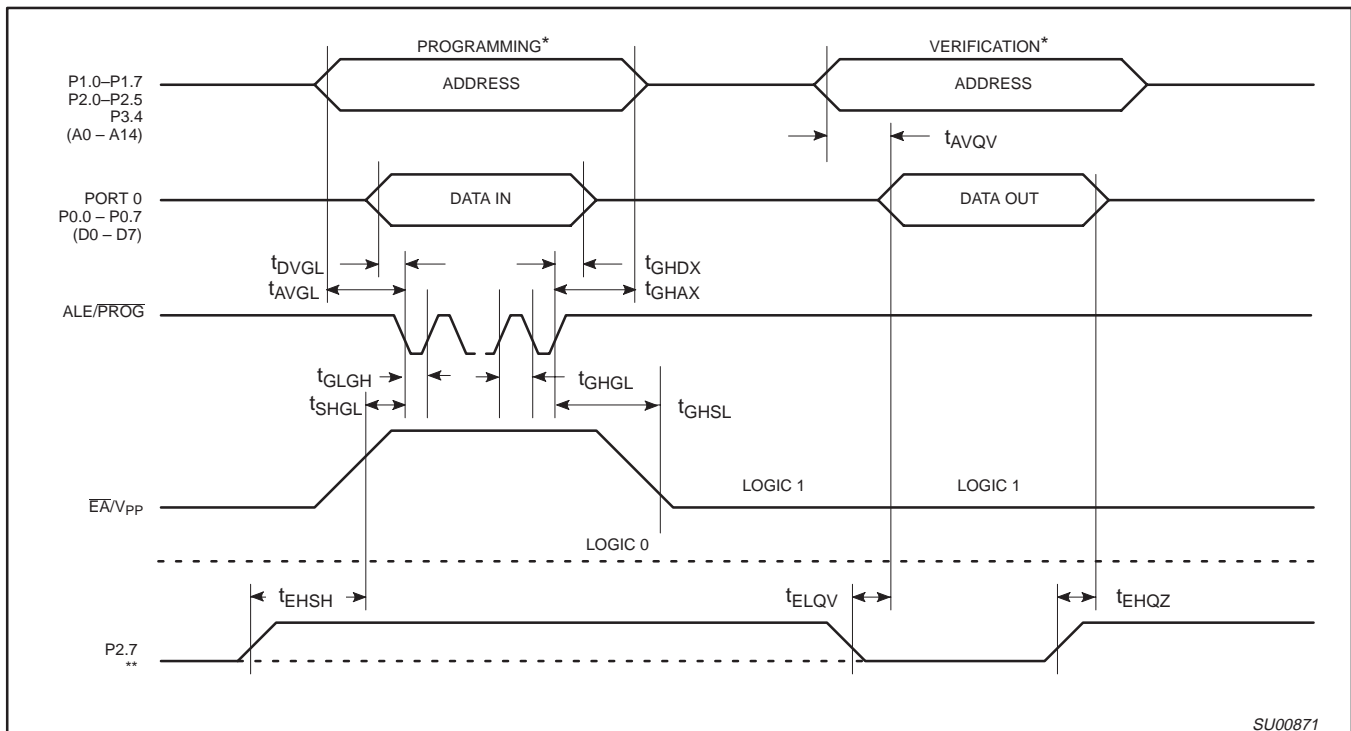 PROGRAMMING*
VERIFICATION*
P1.0–P1.7
P2.0–P2.5
P3.4
(A0 – A14)
ADDRESS
ADDRESS
tAVQV
PORT 0
P0.0 – P0.7
(D0 – D7)
DATA IN
DATA OUT
tDVGL
tGHDX
tAVGL
tGHAX
ALE/PROG
tGLGH
tGHGL
tSHGL
tGHSL
EA/VPP
LOGIC 1
LOGIC 1
LOGIC 0
tEHSH
tELQV
tEHQZ
P2.7
**
SU00871